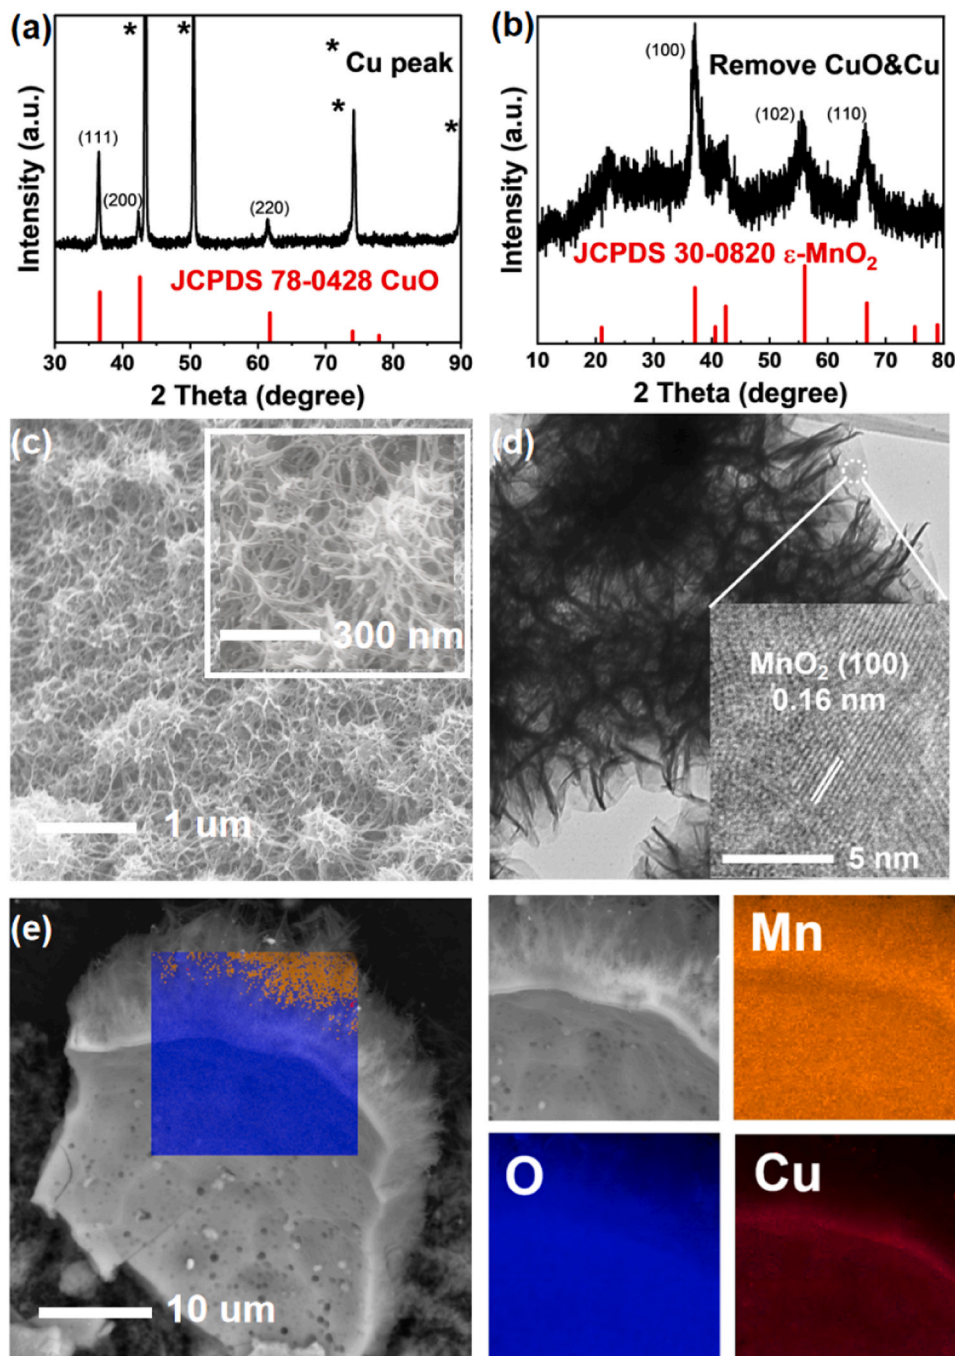 (a)
*
*
*
Cu peak
*
*
(111)
(200)
(220)
Intensity (a.u.)
JCPDS 78-0428 CuO
30 40 50 60 70 80 90
2 Theta (degree)
(b)
(100)
Remove CuO&Cu
(102)
(110)
Intensity (a.u.)
JCPDS 30-0820 ε-MnO₂
10 20 30 40 50 60 70 80
2 Theta (degree)
(c)
300 nm
1 um
(d)
MnO₂ (100)
0.16 nm
5 nm
(e)
10 um
Mn
O
Cu